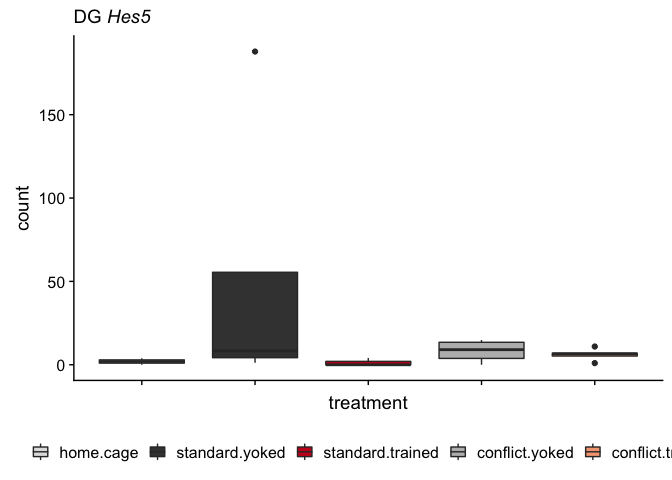 DG Hes5
150
100
50
0
count
treatment
home.cage standard.yoked standard.trained conflict.yoked